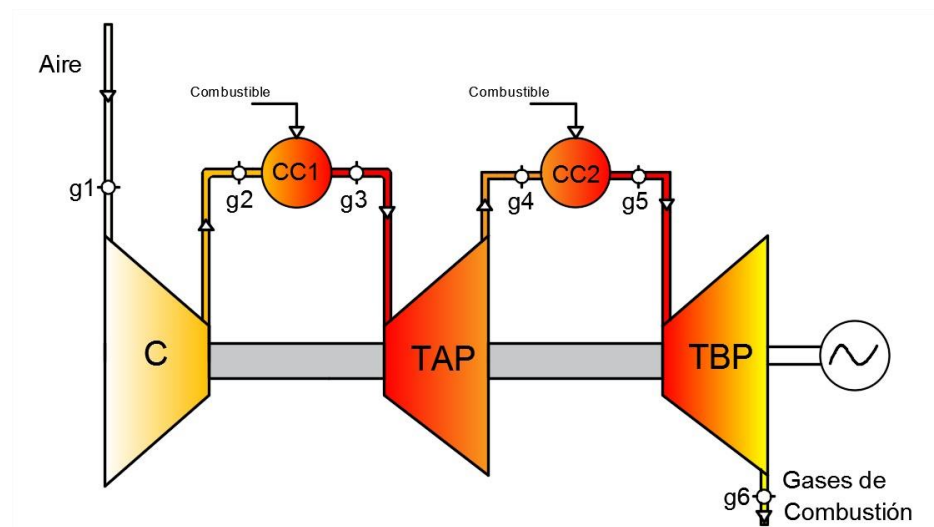 Aire
Combustible
Combustible
CC1
CC2
g1
g2
g3
g4
g5
C
TAP
TBP
g6
Gases de
Combustión